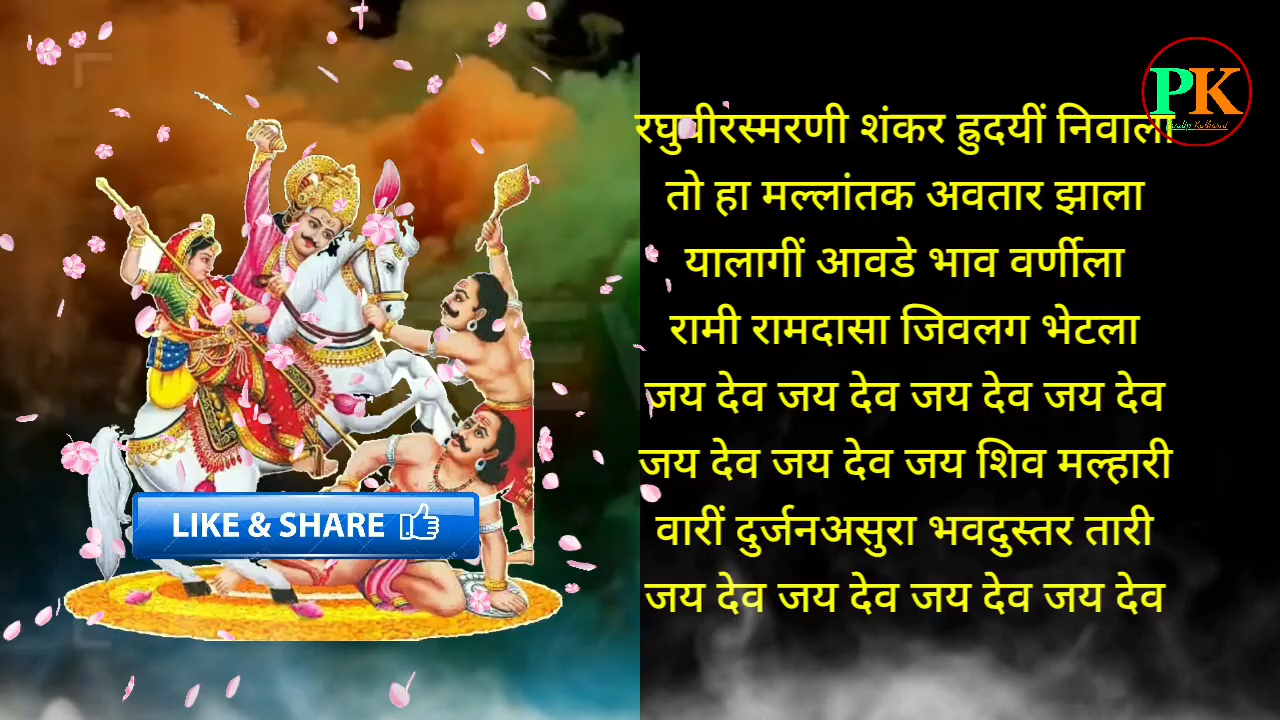 रघुवीरस्मरणी शंकर ह्रुदयीं निवाला
तो हा मल्लांतक अवतार झाला
यालागीं आवडे भाव वर्णीला
रामी रामदासा जिवलग भेटला
जय देव जय देव जय देव जय देव
जय देव जय देव जय शिव मल्हारी
वारीं दुर्जनअसुरा भवदुस्तर तारी
जय देव जय देव जय देव जय देव
PK
LIKE & SHARE